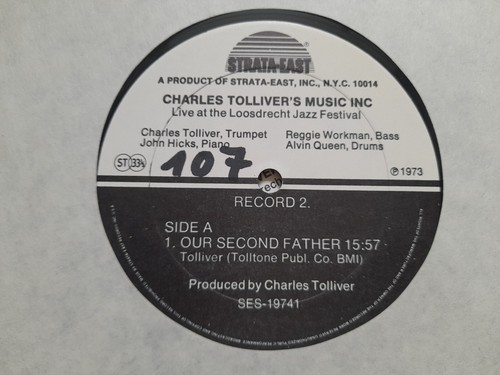 STRATA-EAST
A PRODUCT OF STRATA-EAST, INC., N.Y.C. 10014
CHARLES TOLLIVER'S MUSIC INC
Live at the Loosdrecht Jazz Festival
Charles Tolliver, Trumpet Reggie Workman, Bass
John Hicks, Piano Alvin Queen, Drums
ST 33⅓ 107 Ⓟ1973
RECORD 2.
SIDE A
1. OUR SECOND FATHER 15:57
Tolliver (Tolltone Publ. Co. BMI)
Produced by Charles Tolliver
SES-19741